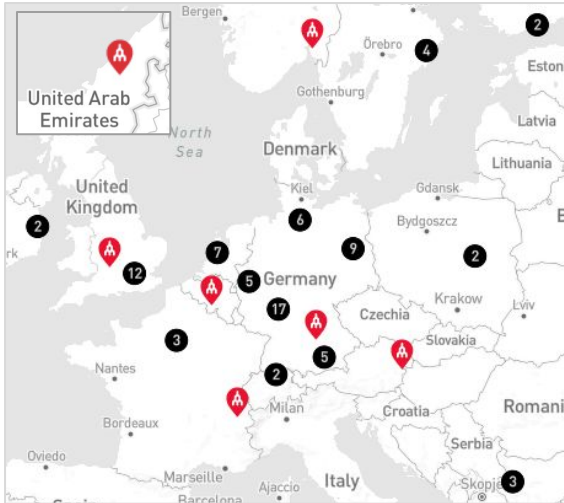 Bergen
2
Örebro
4
Eston
United Arab
Emirates
Gothenburg
Latvia
North
Sea
Denmark
Lithuania
United
Kingdom
Kiel
Gdansk
2
6
Bydgoszcz
rk
7
9
2
12
5
Germany
17
Krakow
Lviv
Czechia
3
Slovakia
5
Nantes
2
Romani
Milan
Croatia
Bordeaux
Serbia
Oviedo
Marseille
Italy
Skopje
3
Barcelona
Ajaccio